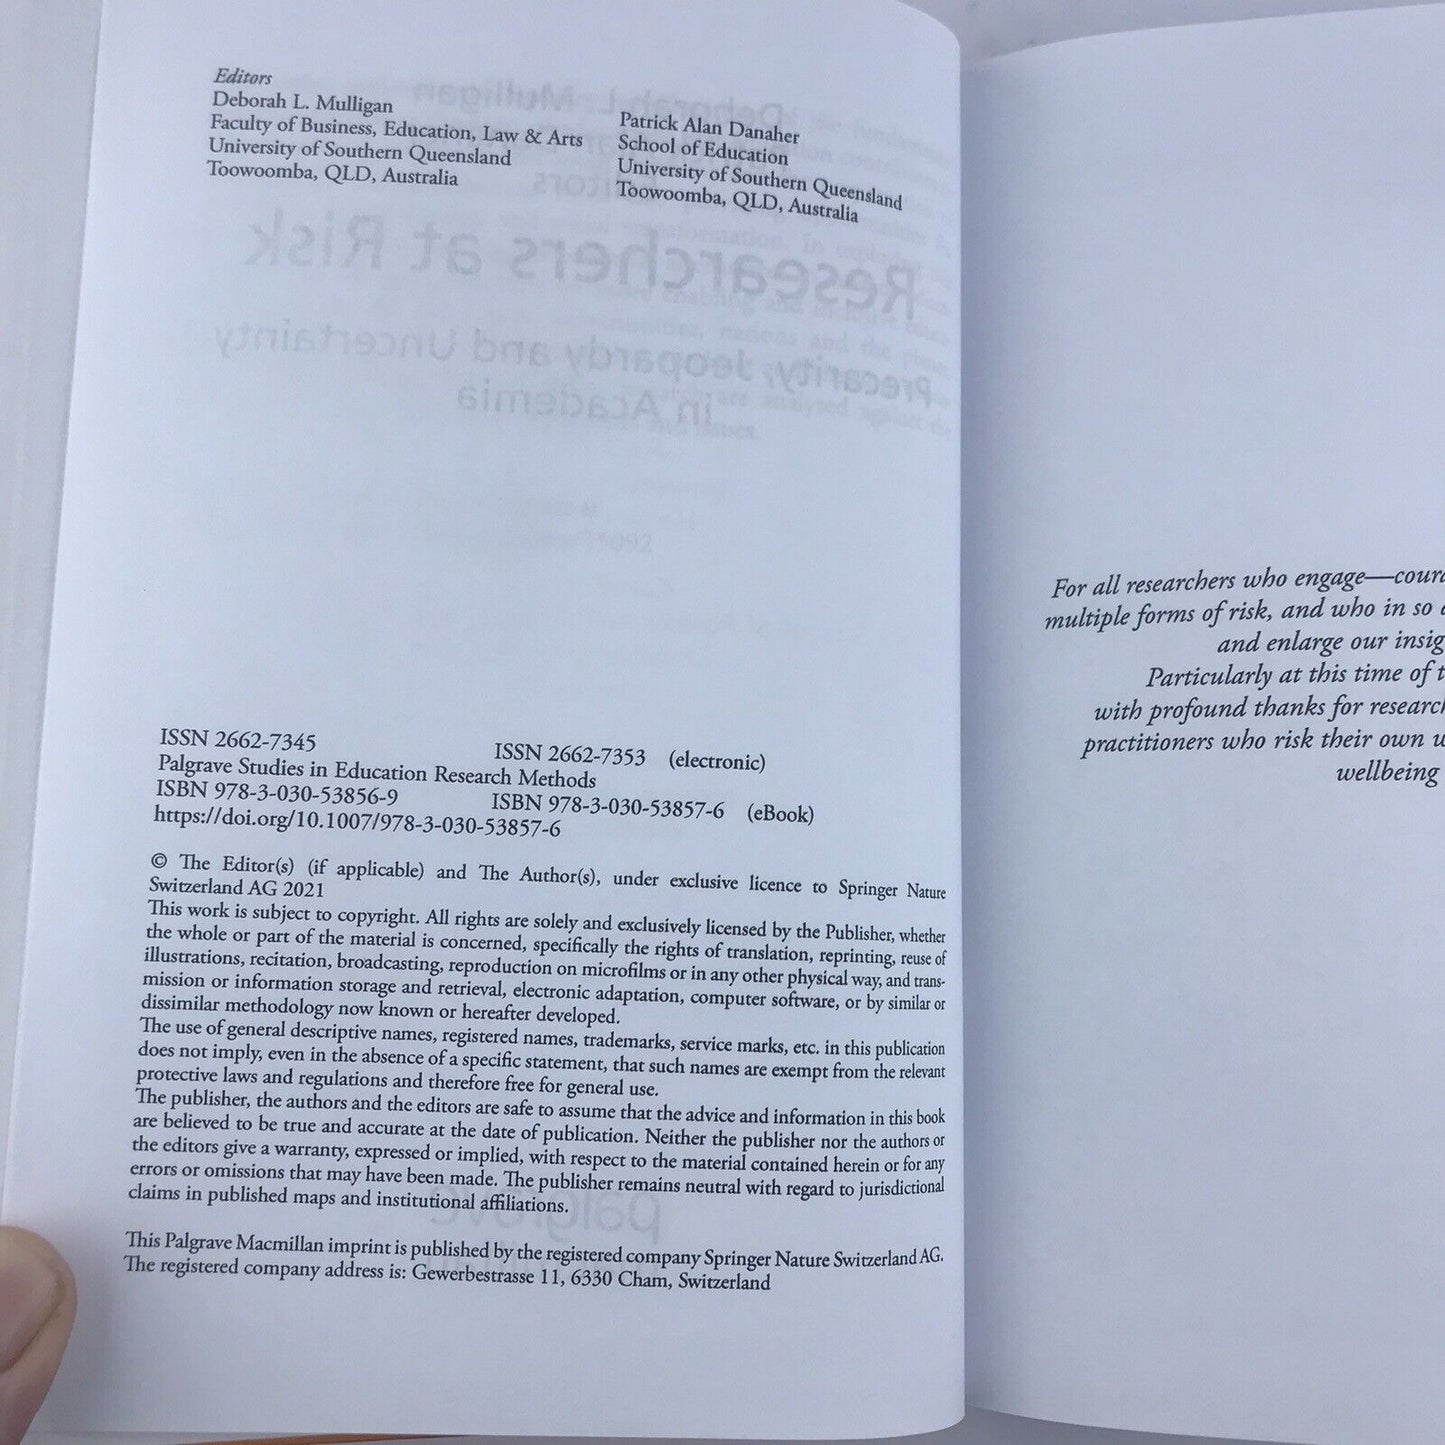 Editors
Deborah L. Mulligan
Faculty of Business, Education, Law & Arts
University of Southern Queensland
Toowoomba, QLD, Australia
Patrick Alan Danaher
School of Education
University of Southern Queensland
Toowoomba, QLD, Australia
Deborah L. Mulligan
Editors
Researchers at Risk
Precarity, Jeopardy and Uncertainty
in Academia
ISSN 2662-7345 ISSN 2662-7353 (electronic)
Palgrave Studies in Education Research Methods
ISBN 978-3-030-53856-9 ISBN 978-3-030-53857-6 (eBook)
https://doi.org/10.1007/978-3-030-53857-6
© The Editor(s) (if applicable) and The Author(s), under exclusive licence to Springer Nature
Switzerland AG 2021
This work is subject to copyright. All rights are solely and exclusively licensed by the Publisher, whether
the whole or part of the material is concerned, specifically the rights of translation, reprinting, reuse of
illustrations, recitation, broadcasting, reproduction on microfilms or in any other physical way, and trans-
mission or information storage and retrieval, electronic adaptation, computer software, or by similar or
dissimilar methodology now known or hereafter developed.
The use of general descriptive names, registered names, trademarks, service marks, etc. in this publication
does not imply, even in the absence of a specific statement, that such names are exempt from the relevant
protective laws and regulations and therefore free for general use.
The publisher, the authors and the editors are safe to assume that the advice and information in this book
are believed to be true and accurate at the date of publication. Neither the publisher nor the authors or
the editors give a warranty, expressed or implied, with respect to the material contained herein or for any
errors or omissions that may have been made. The publisher remains neutral with regard to jurisdictional
claims in published maps and institutional affiliations.
palgrave
This Palgrave Macmillan imprint is published by the registered company Springer Nature Switzerland AG.
The registered company address is: Gewerbestrasse 11, 6330 Cham, Switzerland
For all researchers who engage—
multiple forms of risk, and who in so
and enlarge our
Particularly at this time of
with profound thanks for
practitioners who risk their own
wellbeing